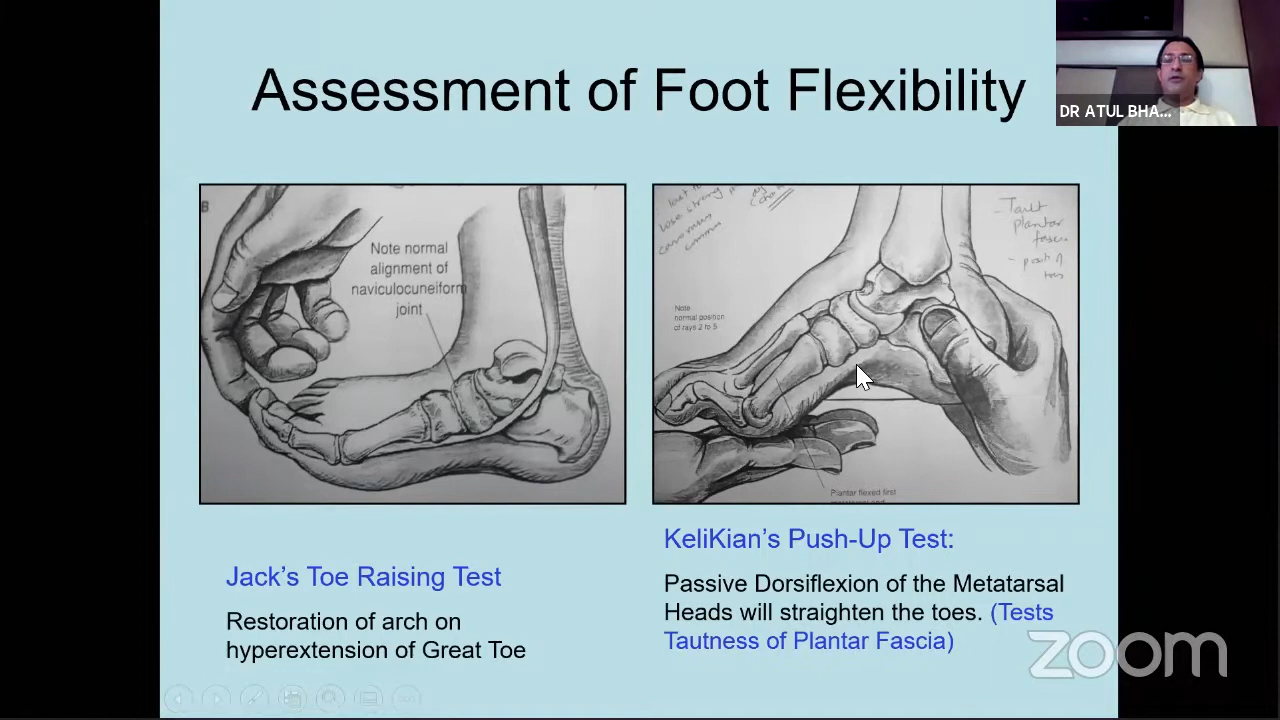 Assessment of Foot Flexibility
DR ATUL BHA...
B
Note normal
alignment of
naviculocuneiform
joint
Note
normal position
of rays 2 to 5
- Taut
plantar
Plantar flexed first
Jack's Toe Raising Test
Restoration of arch on
hyperextension of Great Toe
KeliKian's Push-Up Test:
Passive Dorsiflexion of the Metatarsal
Heads will straighten the toes. (Tests
Tautness of Plantar Fascia)
zoom